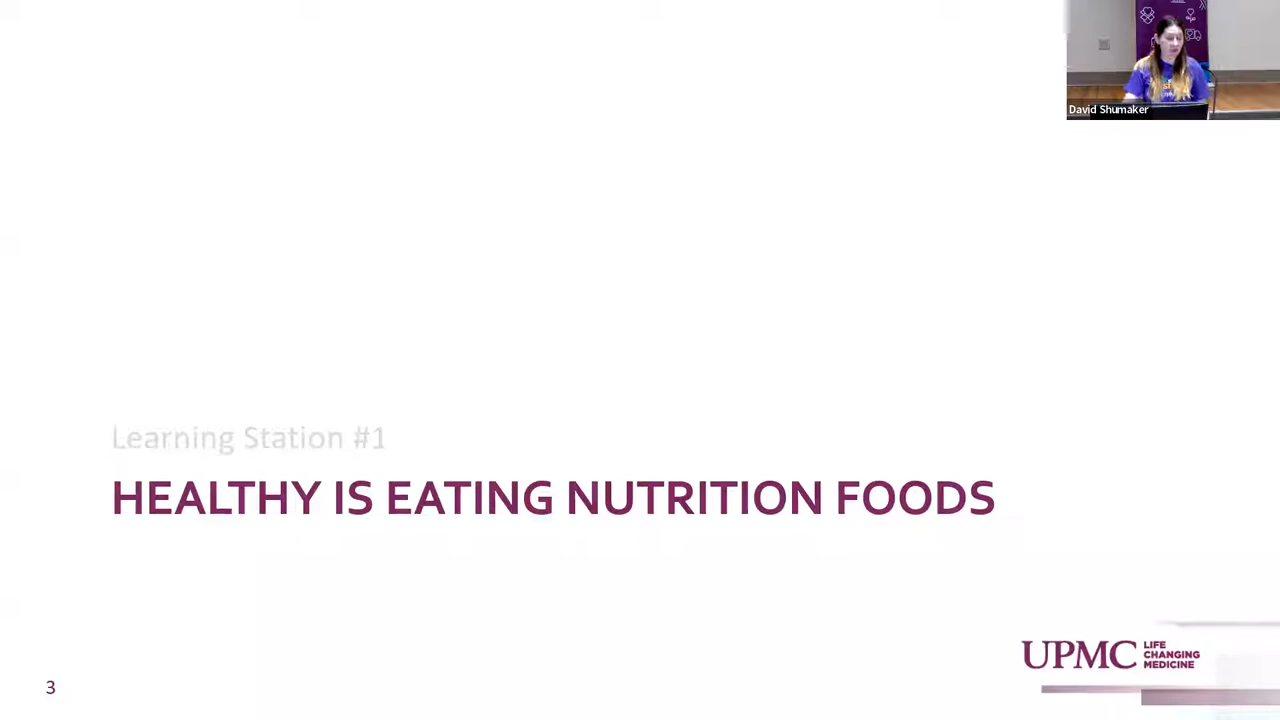 David Shumaker
Learning Station #1
HEALTHY IS EATING NUTRITION FOODS
UPMC LIFE
CHANGING
MEDICINE
3